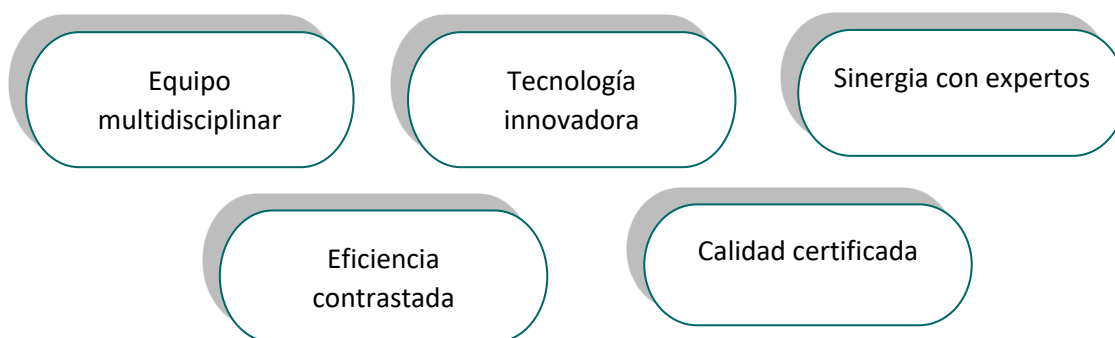 Equipo
multidisciplinar
Tecnología
innovadora
Sinergia con expertos
Eficiencia
contrastada
Calidad certificada